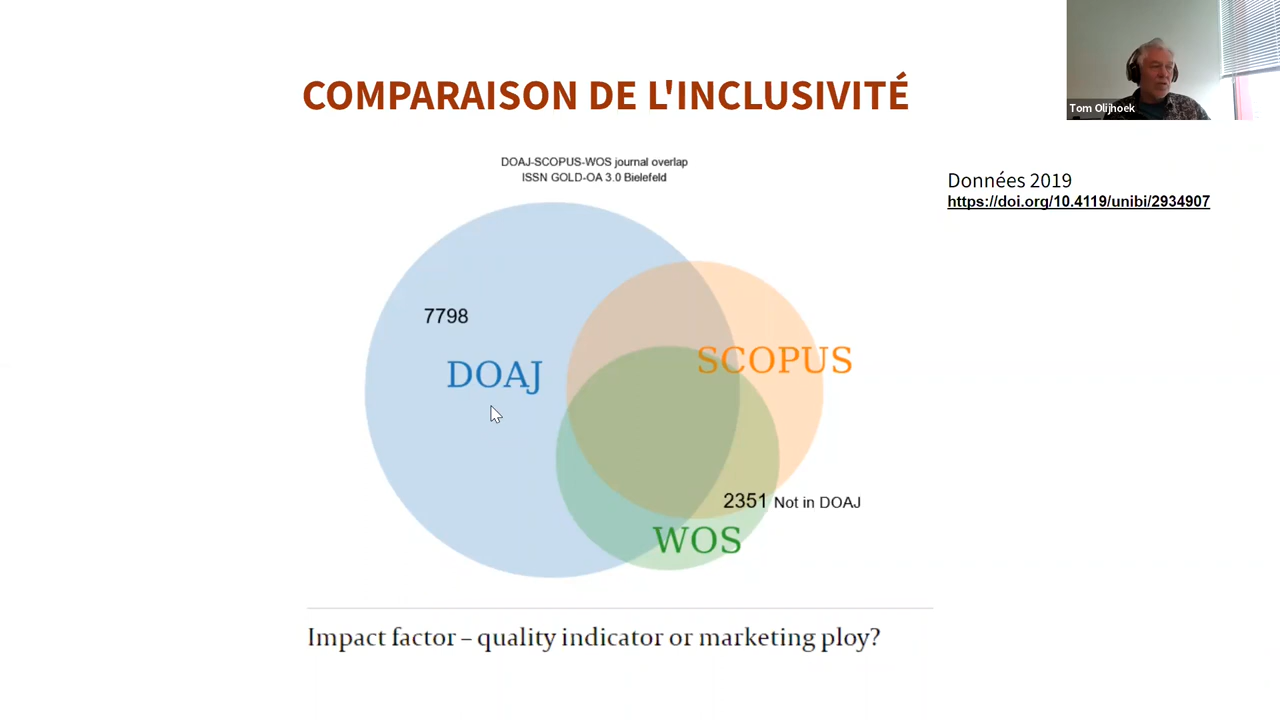 COMPARAISON DE L'INCLUSIVITÉ
Tom Olijhoek
DOAJ-SCOPUS-WOS journal overlap
ISSN GOLD-OA 3.0 Bielefeld
Données 2019
https://doi.org/10.4119/unibi/2934907
7798
DOAJ
SCOPUS
2351 Not in DOAJ
WOS
Impact factor – quality indicator or marketing ploy?